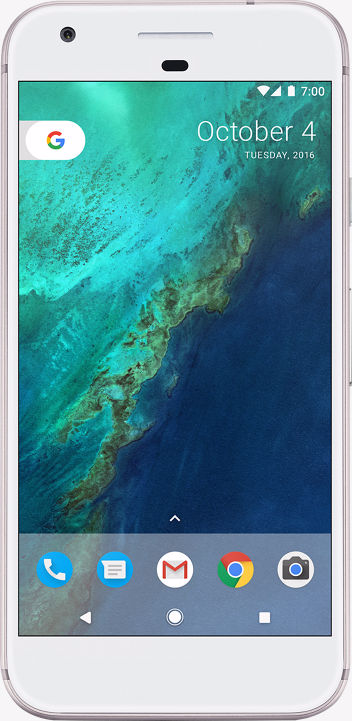 7:00
October 4
TUESDAY, 2016
G